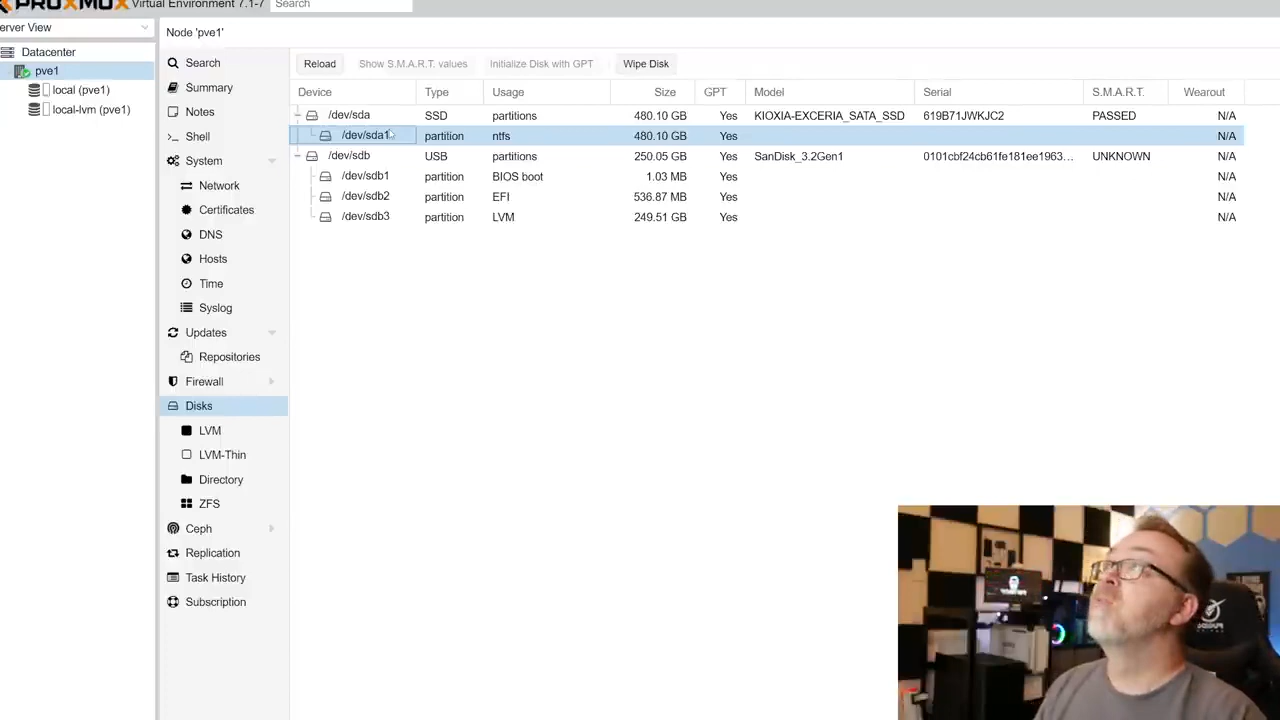 PROXMOX Virtual Environment 7.1-7 Search
erver View
Node 'pve1'
Datacenter
pve1
local (pve1)
local-lvm (pve1)
Search
Summary
Notes
Shell
System
Network
Certificates
DNS
Hosts
Time
Syslog
Updates
Repositories
Firewall
Disks
LVM
LVM-Thin
Directory
ZFS
Ceph
Replication
Task History
Subscription
Reload Show S.M.A.R.T. values Initialize Disk with GPT Wipe Disk
Device Type Usage Size GPT Model Serial S.M.A.R.T. Wearout
/dev/sda SSD partitions 480.10 GB Yes KIOXIA-EXCERIA_SATA_SSD 619B71JWKJC2 PASSED N/A
/dev/sda1 partition ntfs 480.10 GB Yes N/A
/dev/sdb USB partitions 250.05 GB Yes SanDisk_3.2Gen1 0101cbf24cb61fe181ee1963... UNKNOWN N/A
/dev/sdb1 partition BIOS boot 1.03 MB Yes N/A
/dev/sdb2 partition EFI 536.87 MB Yes N/A
/dev/sdb3 partition LVM 249.51 GB Yes N/A